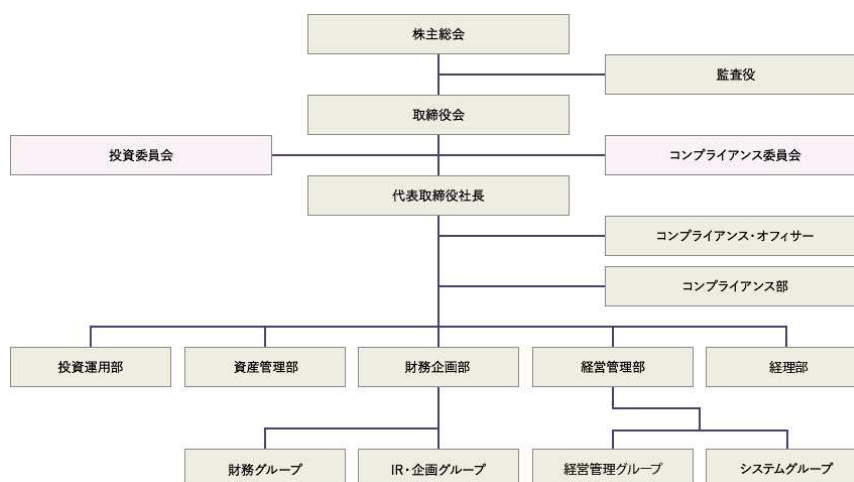 株主総会
監査役
取締役会
投資委員会
コンプライアンス委員会
代表取締役社長
コンプライアンス・オフィサー
コンプライアンス部
投資運用部
資産管理部
財務企画部
経営管理部
経理部
財務グループ
IR・企画グループ
経営管理グループ
システムグループ